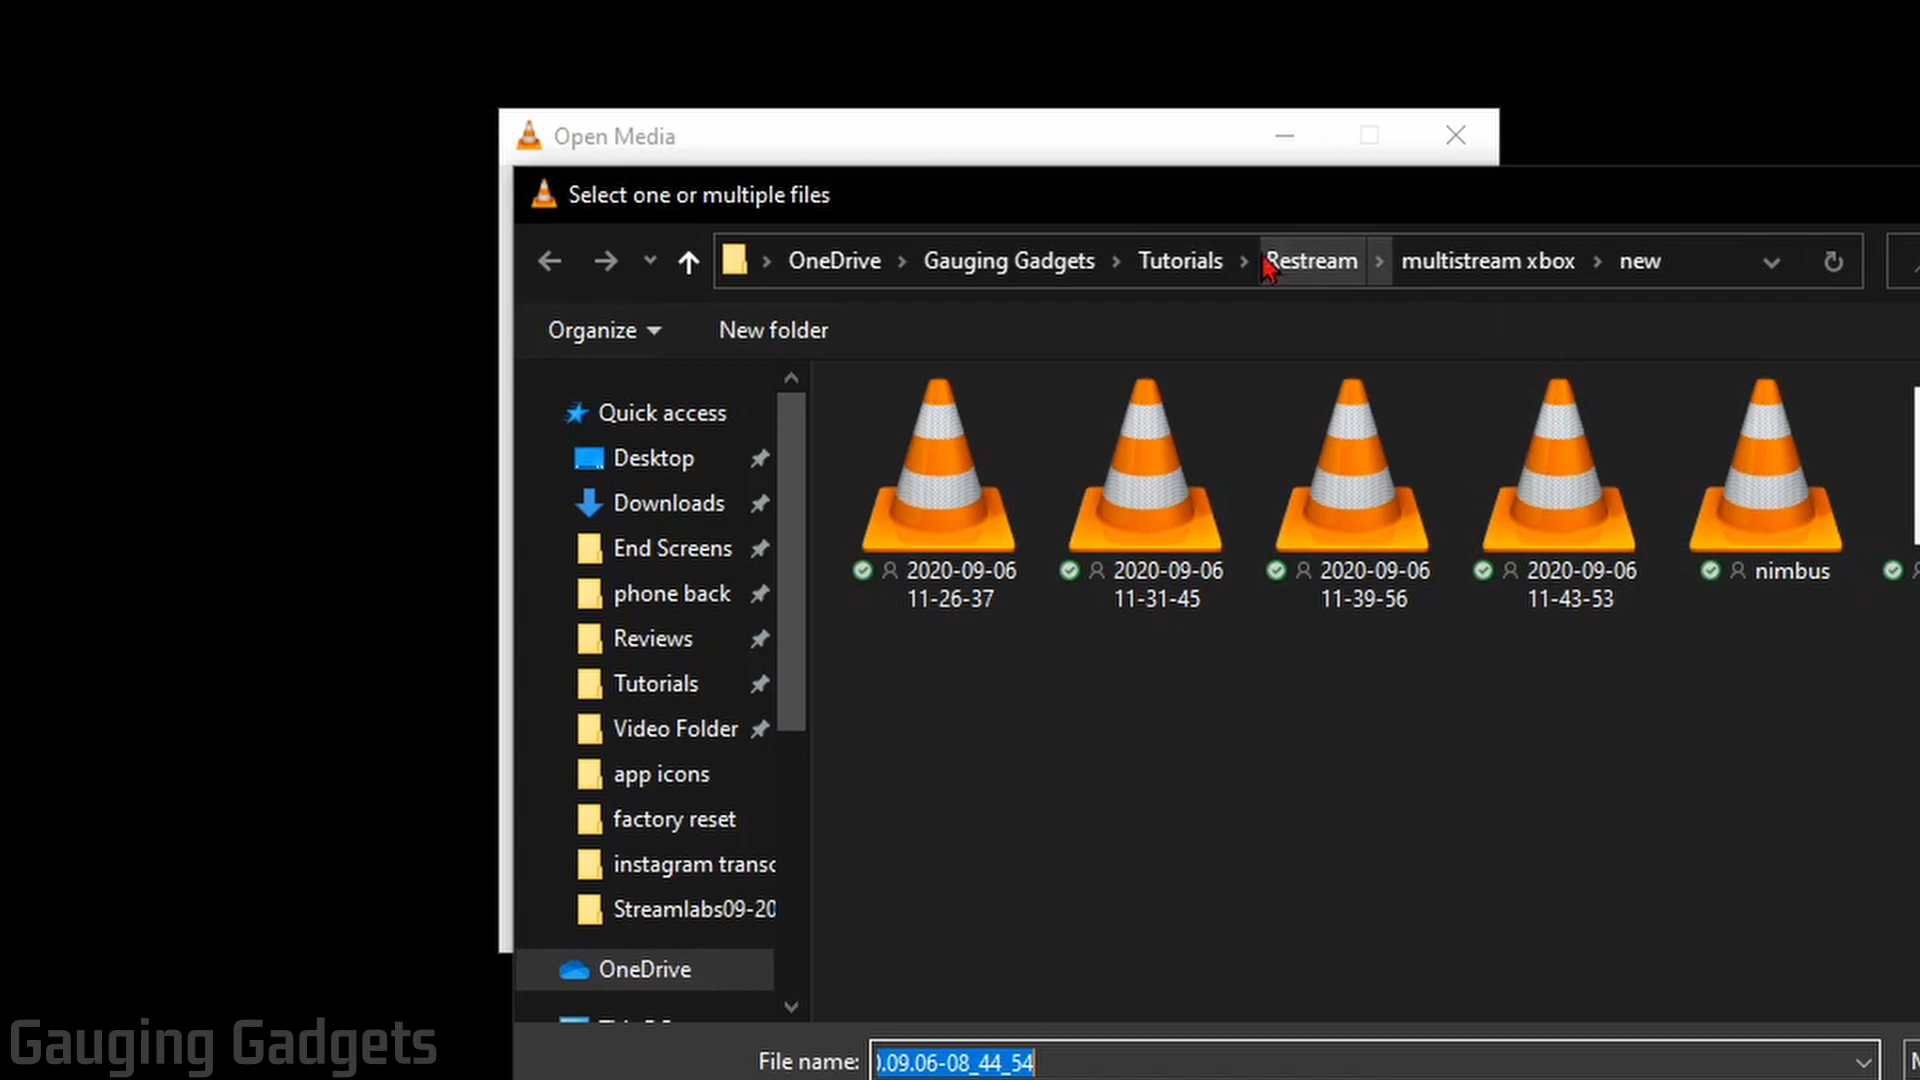 Open Media
Select one or multiple files
OneDrive
Gauging Gadgets
Tutorials
Restream
multistream xbox
new
Organize
New folder
Quick access
Desktop
Downloads
End Screens
phone back
Reviews
Tutorials
Video Folder
app icons
factory reset
instagram transc
Streamlabs09-20
OneDrive
2020-09-06
11-26-37
2020-09-06
11-31-45
2020-09-06
11-39-56
2020-09-06
11-43-53
nimbus
File name:
.09.06-08_44_54
Gauging Gadgets